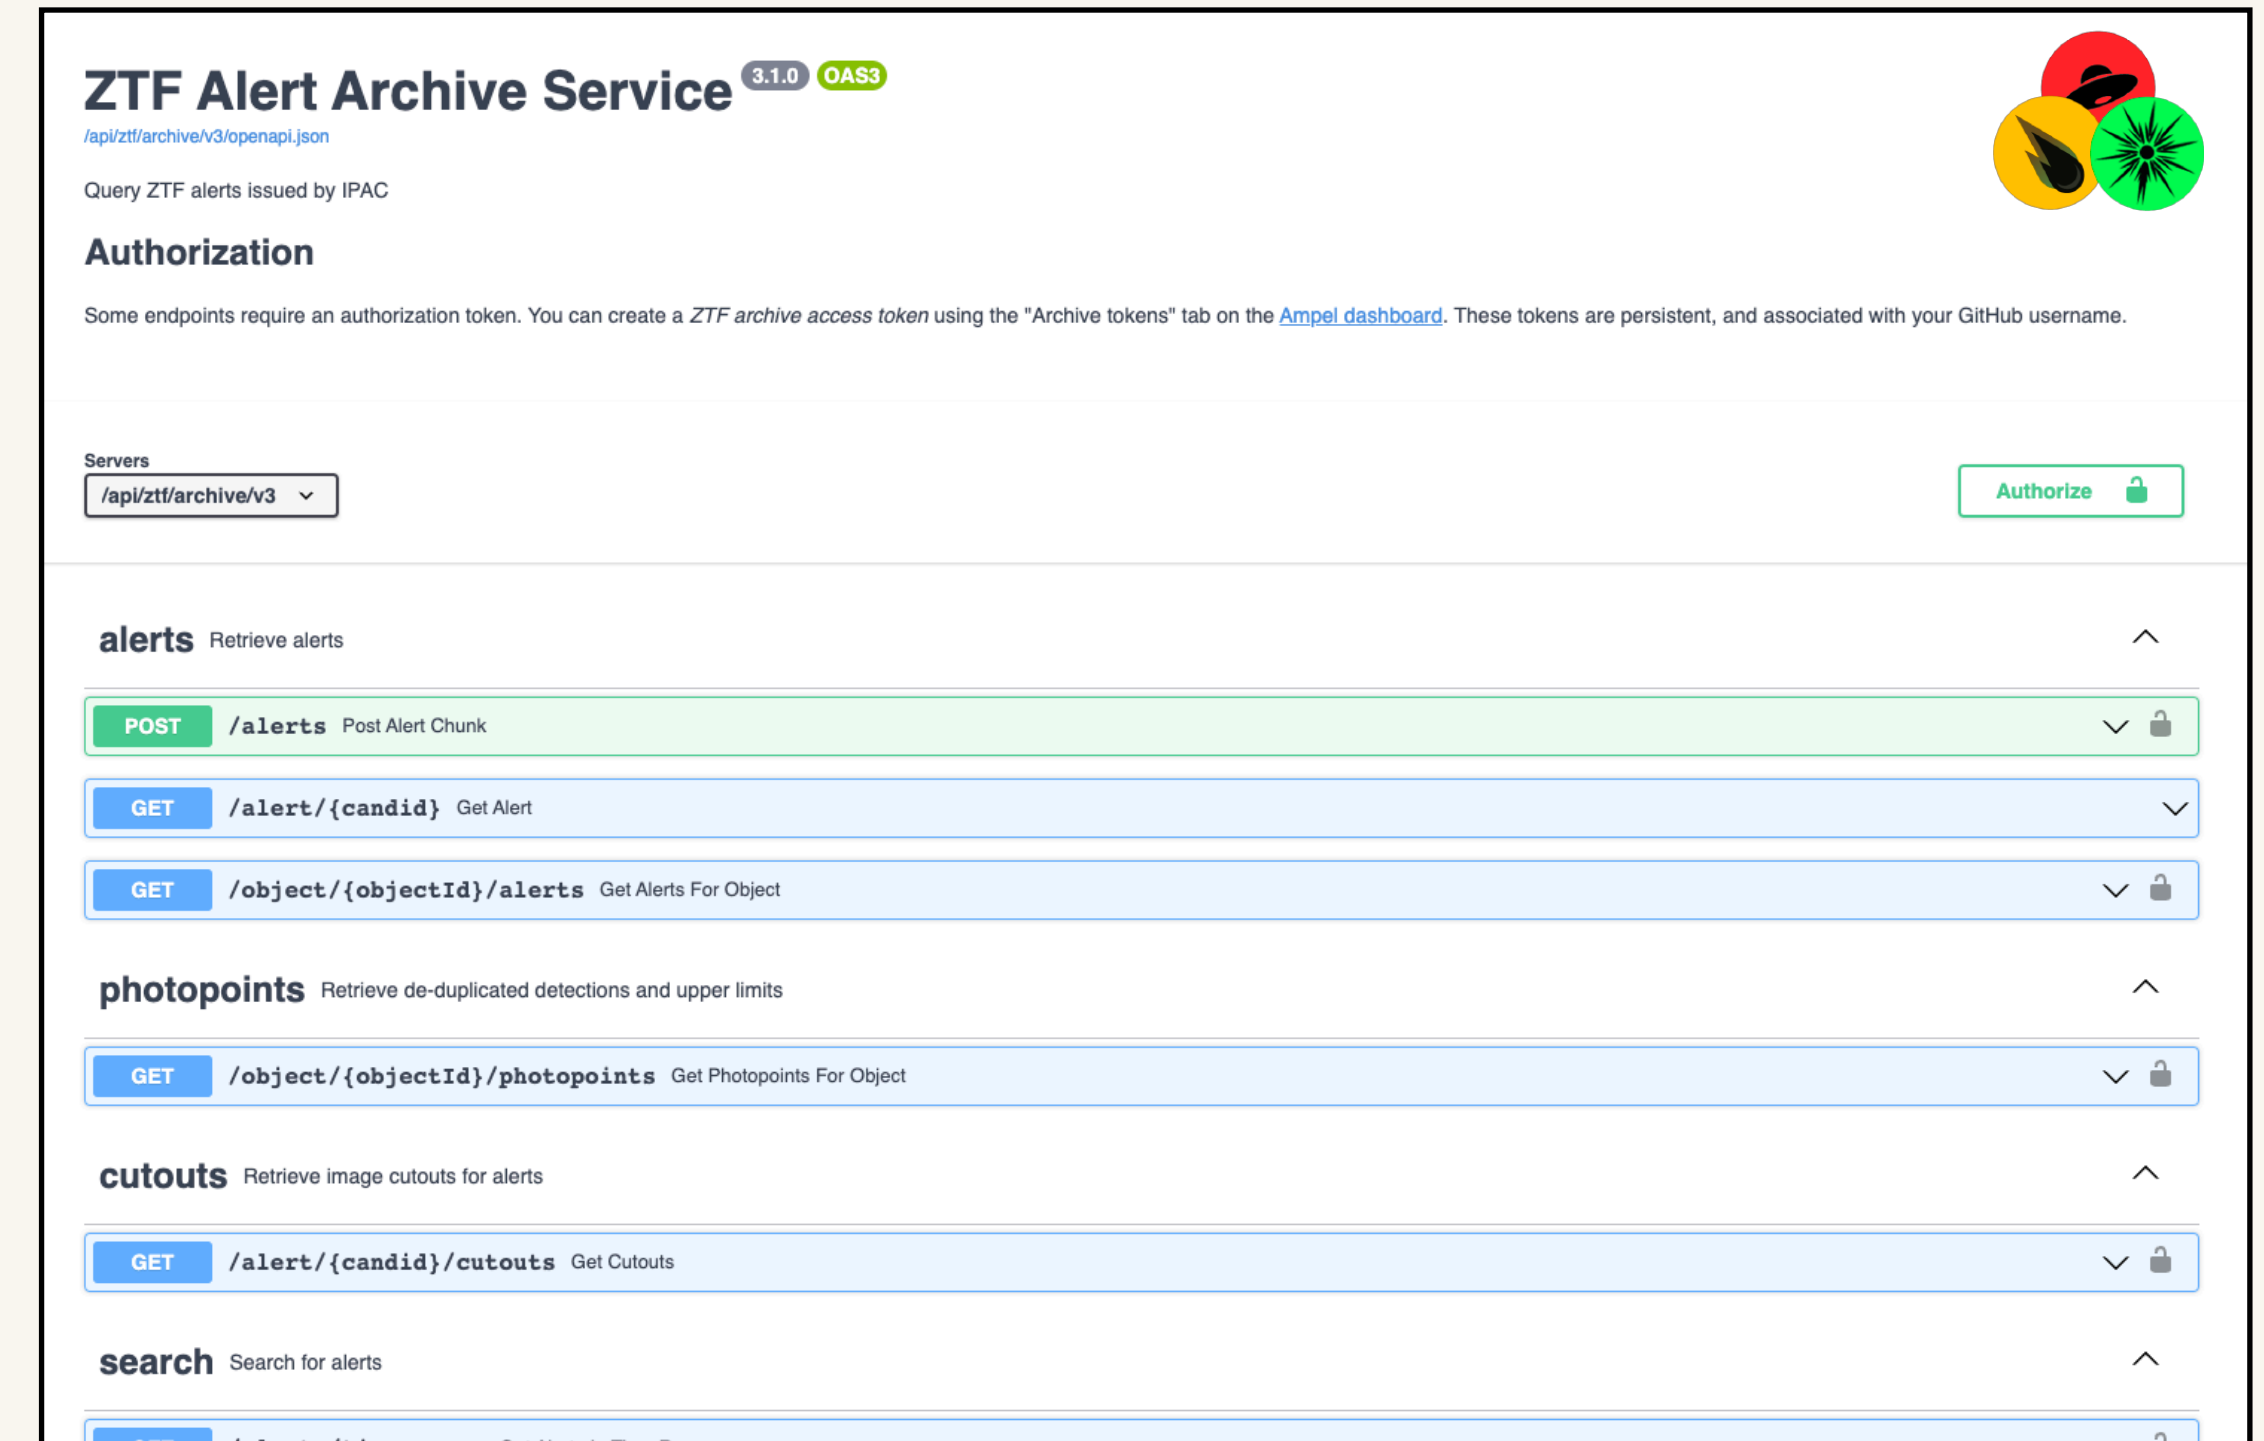 ZTF Alert Archive Service 3.1.0 OAS3
/api/ztf/archive/v3/openapi.json
Query ZTF alerts issued by IPAC
Authorization
Some endpoints require an authorization token. You can create a ZTF archive access token using the "Archive tokens" tab on the Ampel dashboard. These tokens are persistent, and associated with your GitHub username.
Servers
/api/ztf/archive/v3
Authorize
alerts Retrieve alerts
POST /alerts Post Alert Chunk
GET /alert/{candid} Get Alert
GET /object/{objectId}/alerts Get Alerts For Object
photopoints Retrieve de-duplicated detections and upper limits
GET /object/{objectId}/photopoints Get Photopoints For Object
cutouts Retrieve image cutouts for alerts
GET /alert/{candid}/cutouts Get Cutouts
search Search for alerts